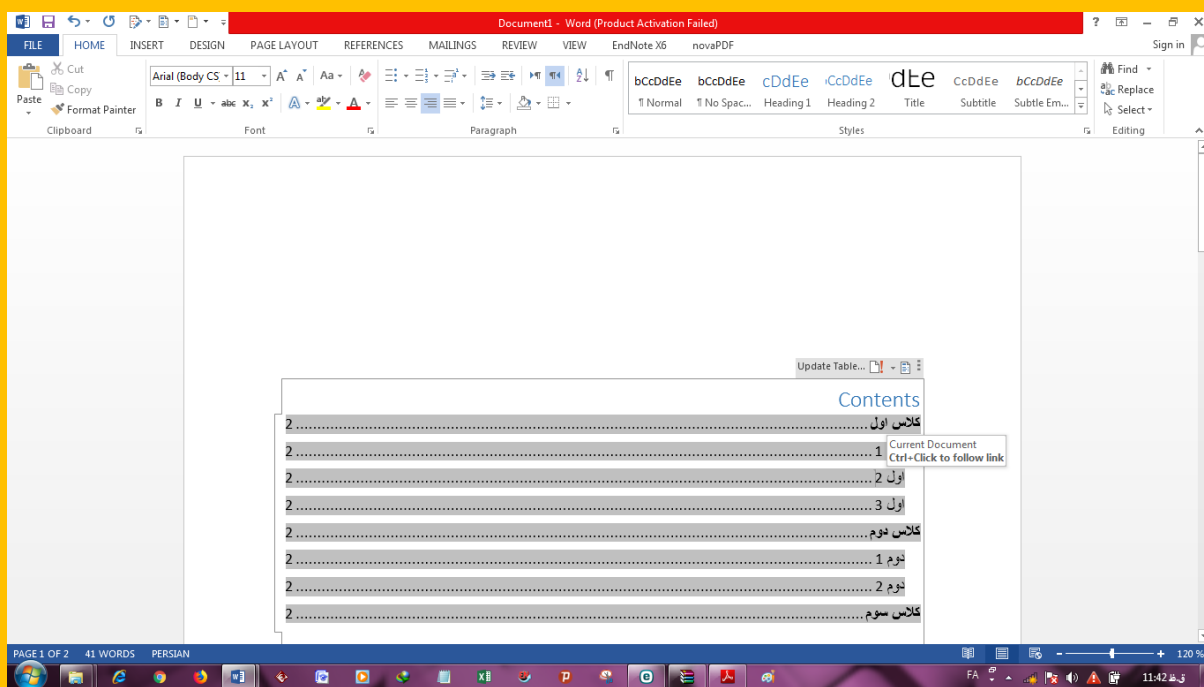 Document1 - Word (Product Activation Failed)
FILE HOME INSERT DESIGN PAGE LAYOUT REFERENCES MAILINGS REVIEW VIEW EndNote X6 novaPDF Sign in
Paste
Cut
Copy
Format Painter
Arial (Body CS 11
bCcDdEe bCcDdEe cDdEe CcDdEe dEe CcDdEe bCcDdEe
¶ Normal ¶ No Spac... Heading 1 Heading 2 Title Subtitle Subtle Em...
Find
Replace
Select
Clipboard Font Paragraph Styles Editing
Update Table...
Contents
کلاس اول ........ 2
1 ........ 2
اول 2 ........ 2
اول 3 ........ 2
کلاس دوم ........ 2
دوم 1 ........ 2
دوم 2 ........ 2
کلاس سوم ........ 2
Current Document
Ctrl+Click to follow link
PAGE 1 OF 2 41 WORDS PERSIAN 120 %
FA 11:42 ق.ظ